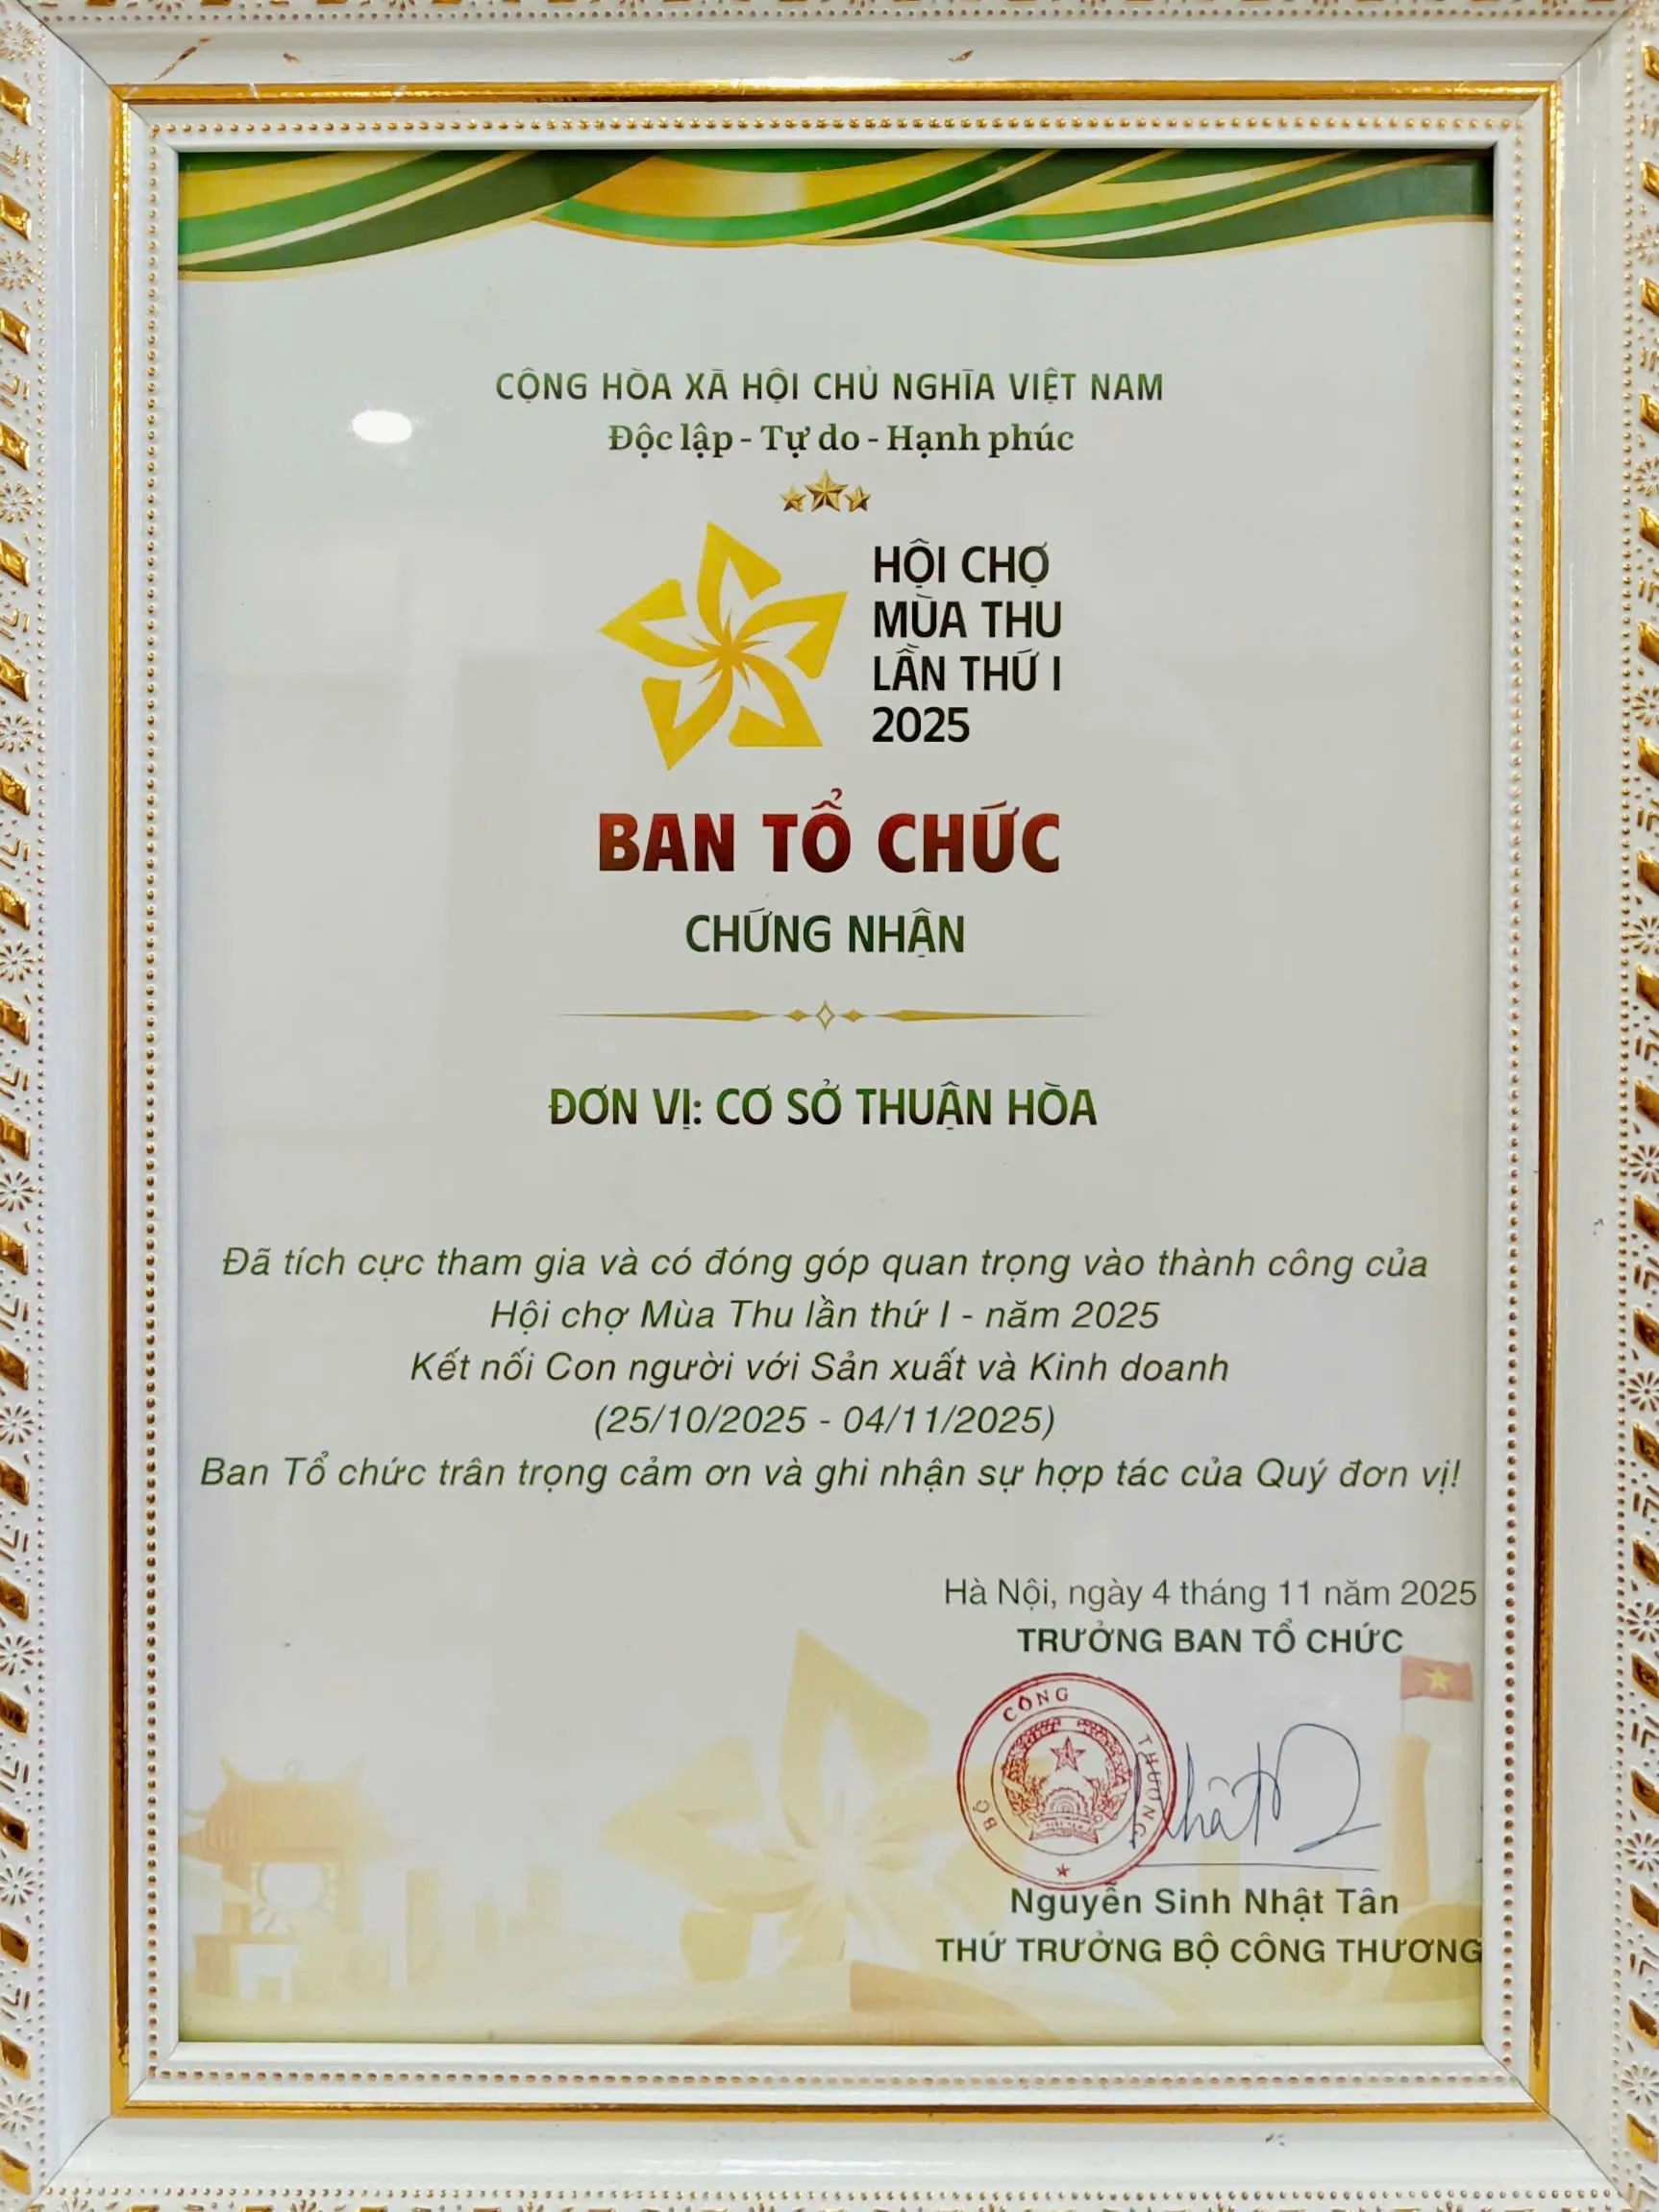 CỘNG HÒA XÃ HỘI CHỦ NGHĨA VIỆT NAM
Độc lập - Tự do - Hạnh phúc
HỘI CHỢ
MÙA THU
LẦN THỨ I
2025
BAN TỔ CHỨC
CHỨNG NHẬN
ĐƠN VỊ: CƠ SỞ THUẬN HÒA
Đã tích cực tham gia và có đóng góp quan trọng vào thành công của
Hội chợ Mùa Thu lần thứ I - năm 2025
Kết nối Con người với Sản xuất và Kinh doanh
(25/10/2025 - 04/11/2025)
Ban Tổ chức trân trọng cảm ơn và ghi nhận sự hợp tác của Quý đơn vị!
Hà Nội, ngày 4 tháng 11 năm 2025
TRƯỞNG BAN TỔ CHỨC
BỘ CÔNG THƯƠNG
Nguyễn Sinh Nhật Tân
THỨ TRƯỞNG BỘ CÔNG THƯƠNG